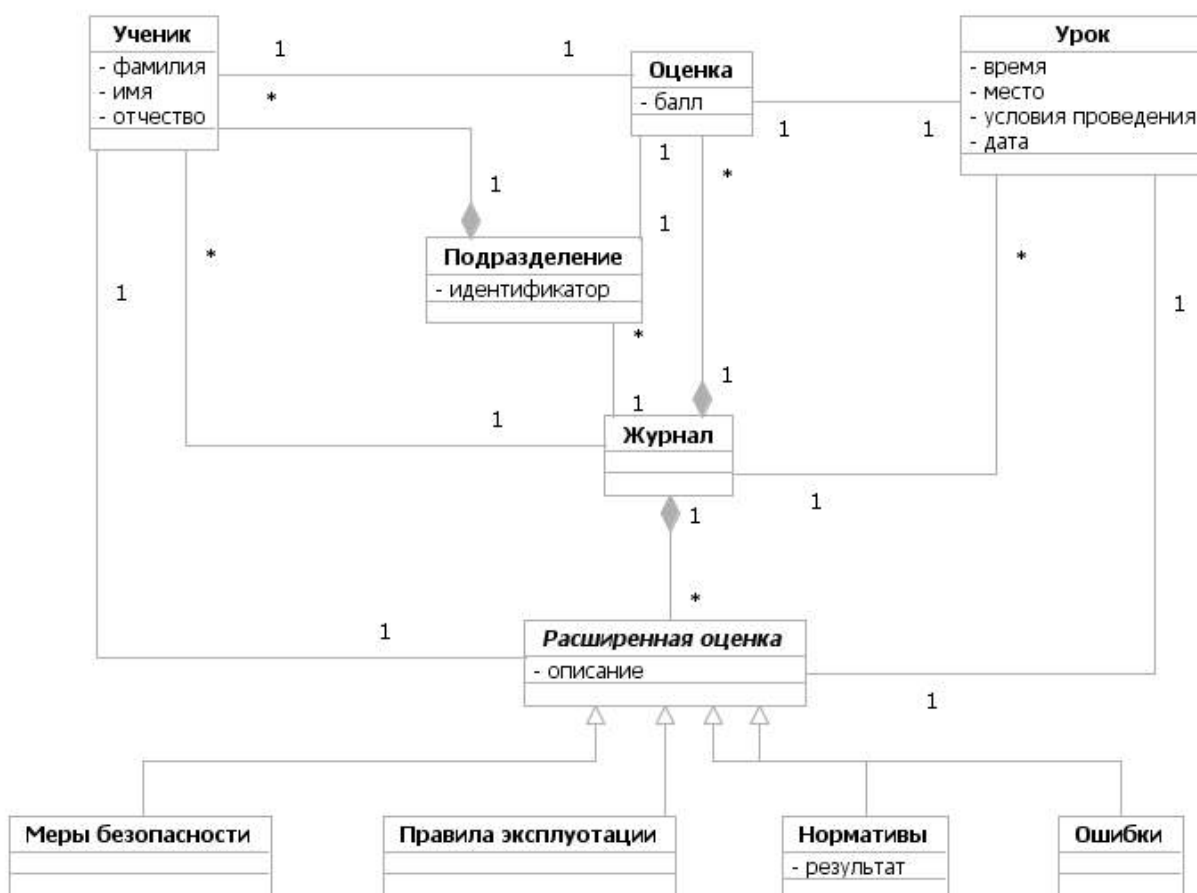 Ученик
- фамилия
- имя
- отчество
1
1
*
Оценка
- балл
Урок
- время
- место
- условия проведения
- дата
1
1
1
*
1
1
Подразделение
- идентификатор
*
*
1
1
*
1
1
1
Журнал
1
1
*
1
Расширенная оценка
- описание
1
Меры безопасности
Правила эксплуотации
Нормативы
- результат
Ошибки